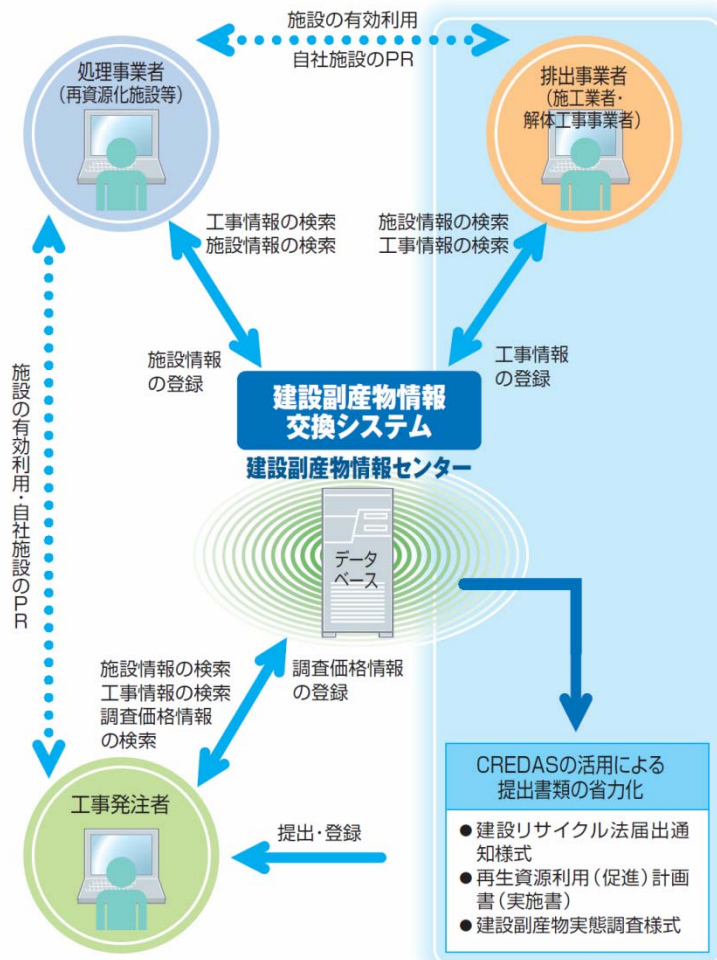 施設の有効利用
自社施設のPR
処理事業者
（再資源化施設等）
排出事業者
（施工業者・
解体工事事業者）
工事情報の検索
施設情報の検索
施設情報の検索
工事情報の検索
施設情報
の登録
工事情報
の登録
建設副産物情報
交換システム
建設副産物情報センター
データ
ベース
施設の有効利用・自社施設のPR
施設情報の検索
工事情報の検索
調査価格情報
の検索
調査価格情報
の登録
工事発注者
提出・登録
CREDASの活用による
提出書類の省力化
●建設リサイクル法届出通
知様式
●再生資源利用（促進）計画
書（実施書）
●建設副産物実態調査様式